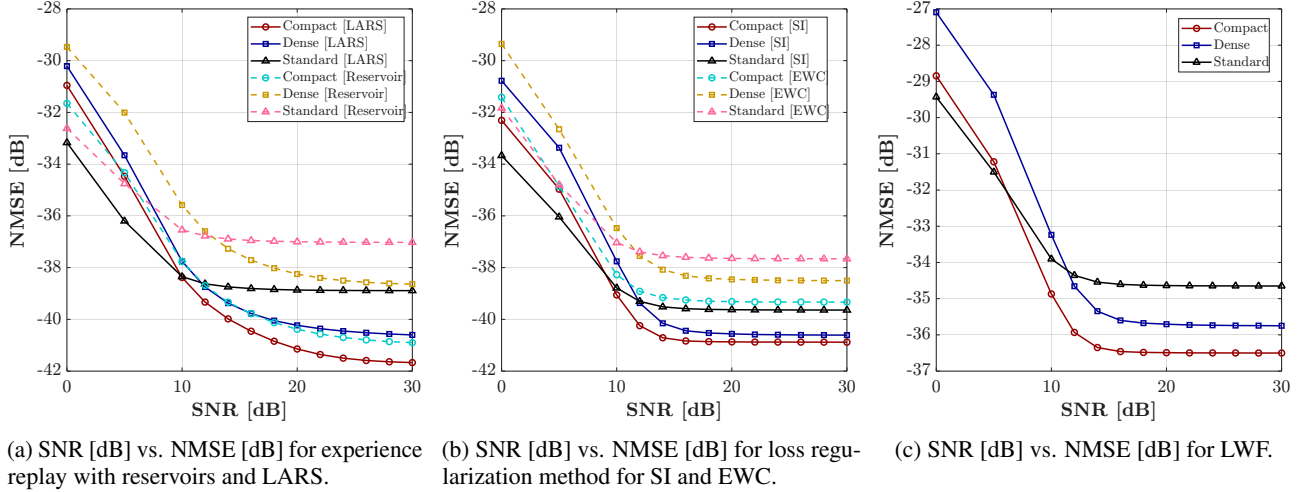 -28
-30
-32
-34
-36
-38
-40
-42
NMSE [dB]
0
10
20
30
SNR [dB]
Compact [LARS]
Dense [LARS]
Standard [LARS]
Compact [Reservoir]
Dense [Reservoir]
Standard [Reservoir]
(a) SNR [dB] vs. NMSE [dB] for experience
replay with reservoirs and LARS.
-28
-30
-32
-34
-36
-38
-40
-42
NMSE [dB]
0
10
20
30
SNR [dB]
Compact [SI]
Dense [SI]
Standard [SI]
Compact [EWC]
Dense [EWC]
Standard [EWC]
(b) SNR [dB] vs. NMSE [dB] for loss regu-
larization method for SI and EWC.
-27
-28
-29
-30
-31
-32
-33
-34
-35
-36
-37
NMSE [dB]
0
10
20
30
SNR [dB]
Compact
Dense
Standard
(c) SNR [dB] vs. NMSE [dB] for LWF.